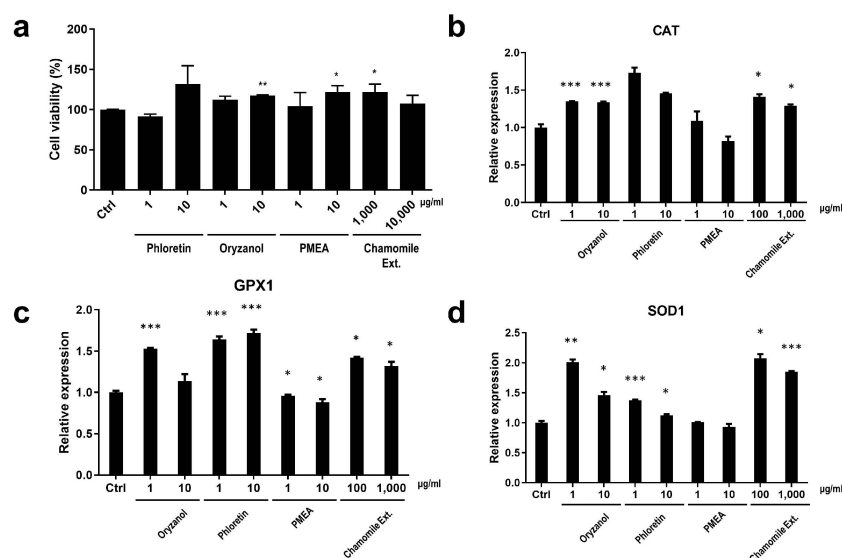 a
Cell viability (%)
150
100
50
0
** * *
Ctrl 1 10 1 10 1 10 1,000 10,000 µg/ml
Phloretin Oryzanol PMEA Chamomile
Ext.
b
CAT
Relative expression
2.0
1.5
1.0
0.5
0.0
*** *** * *
Ctrl 1 10 1 10 1 10 100 1,000 µg/ml
Oryzanol Phloretin PMEA Chamomile Ext.
c
GPX1
Relative expression
2.0
1.5
1.0
0.5
0.0
*** *** *** * * * *
Ctrl 1 10 1 10 1 10 100 1,000 µg/ml
Oryzanol Phloretin PMEA Chamomile Ext.
d
SOD1
Relative expression
2.5
2.0
1.5
1.0
0.5
0.0
** * *** * * ***
Ctrl 1 10 1 10 1 10 100 1,000 µg/ml
Oryzanol Phloretin PMEA Chamomile Ext.